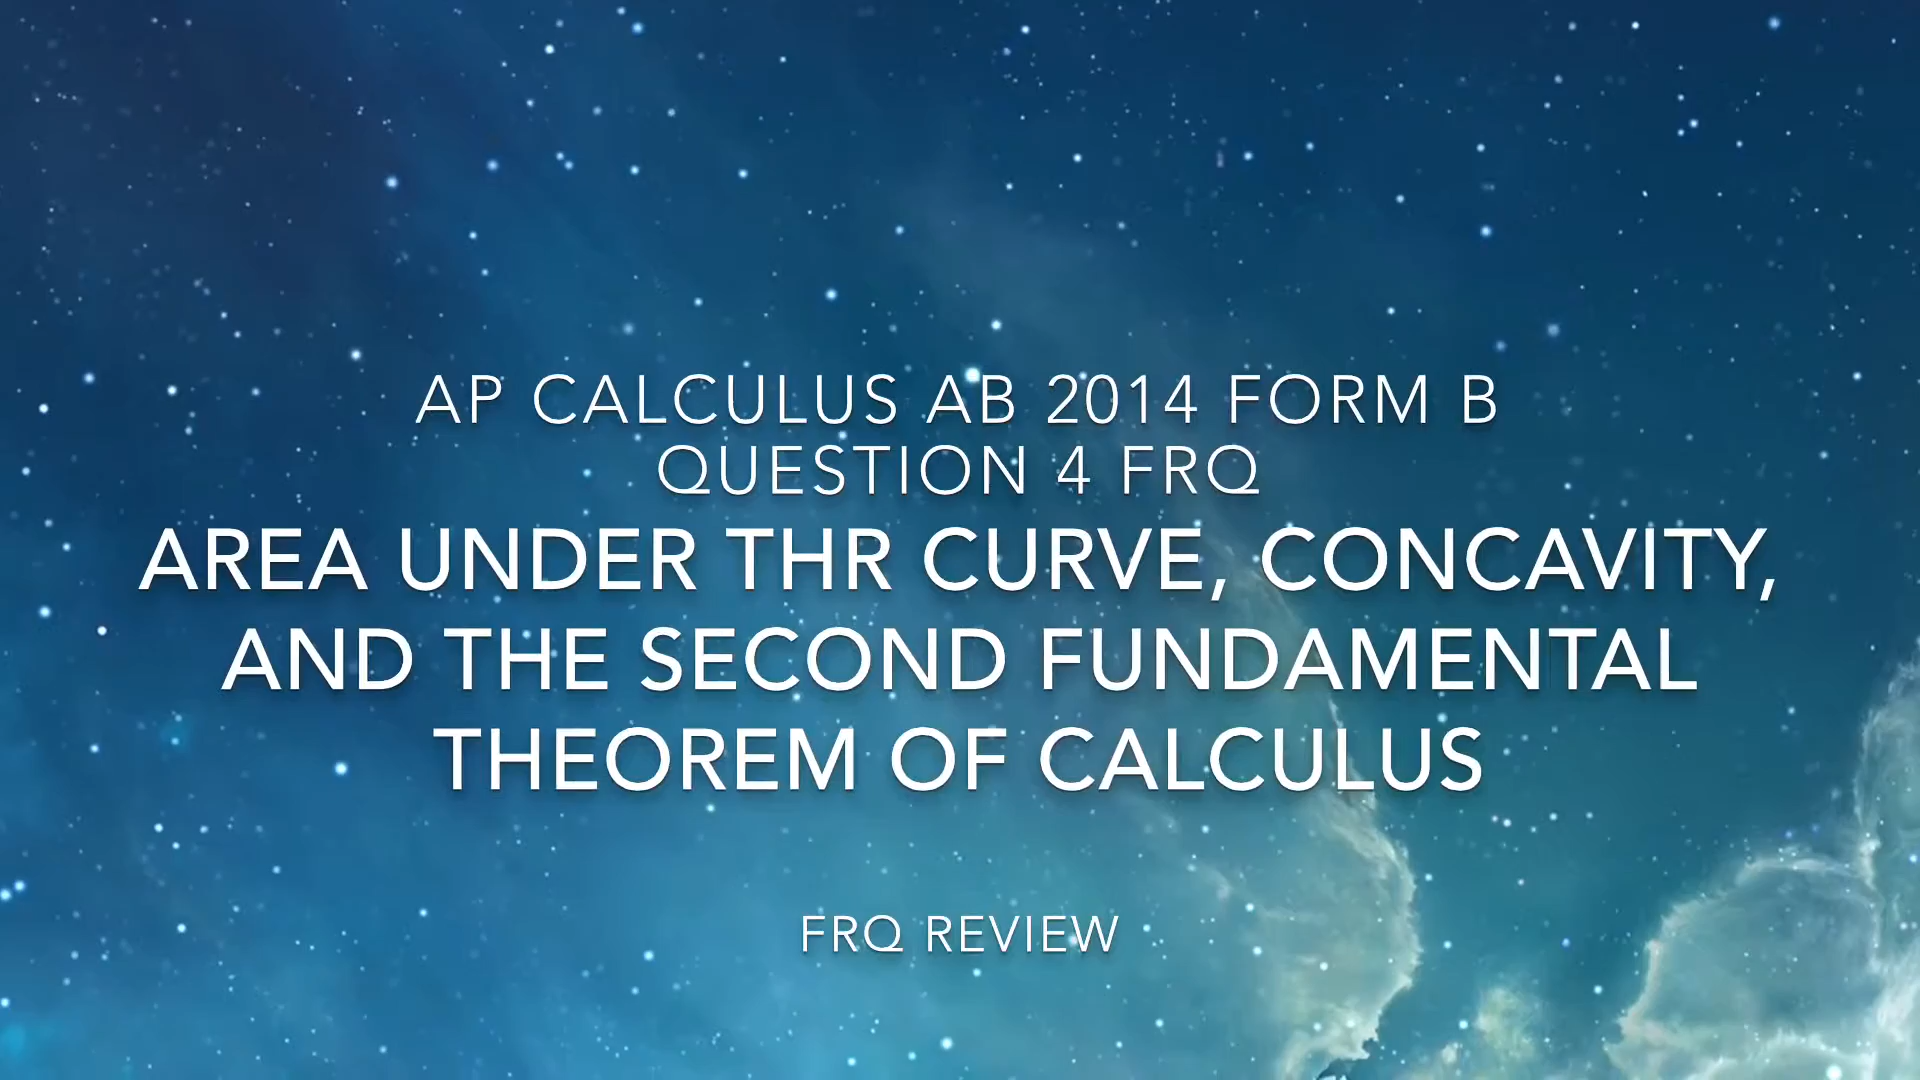 AP CALCULUS AB 2014 FORM B
QUESTION 4 FRQ
AREA UNDER THR CURVE, CONCAVITY,
AND THE SECOND FUNDAMENTAL
THEOREM OF CALCULUS
FRQ REVIEW